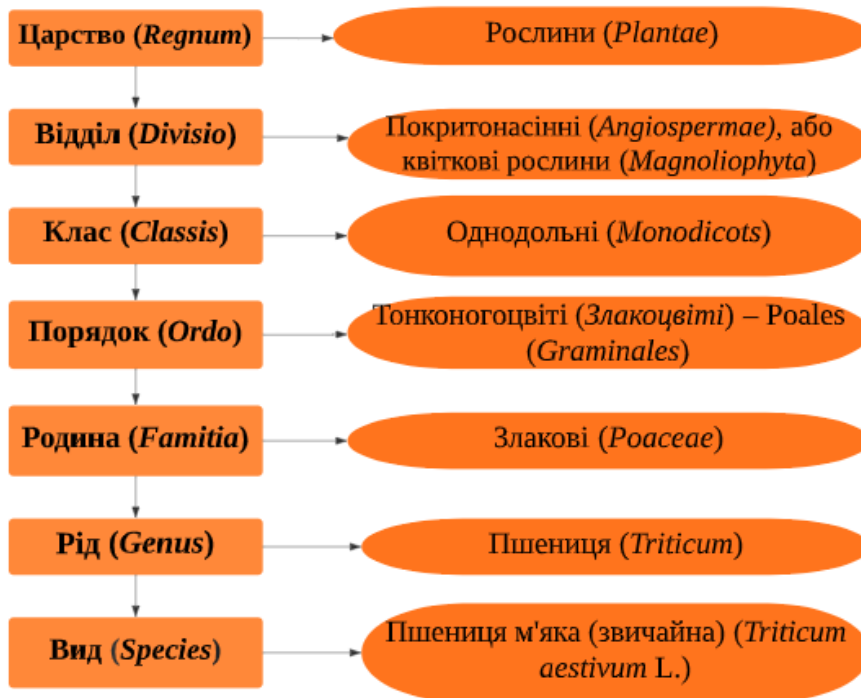 Царство (Regnum)
Рослини (Plantae)
Відділ (Divisio)
Покритонасінні (Angiospermae), або
квіткові рослини (Magnoliophyta)
Клас (Classis)
Однодольні (Monodicots)
Порядок (Ordo)
Тонконогоцвіті (Злакоцвіті) – Poales
(Graminales)
Родина (Famitia)
Злакові (Poaceae)
Рід (Genus)
Пшениця (Triticum)
Вид (Species)
Пшениця м'яка (звичайна) (Triticum
aestivum L.)